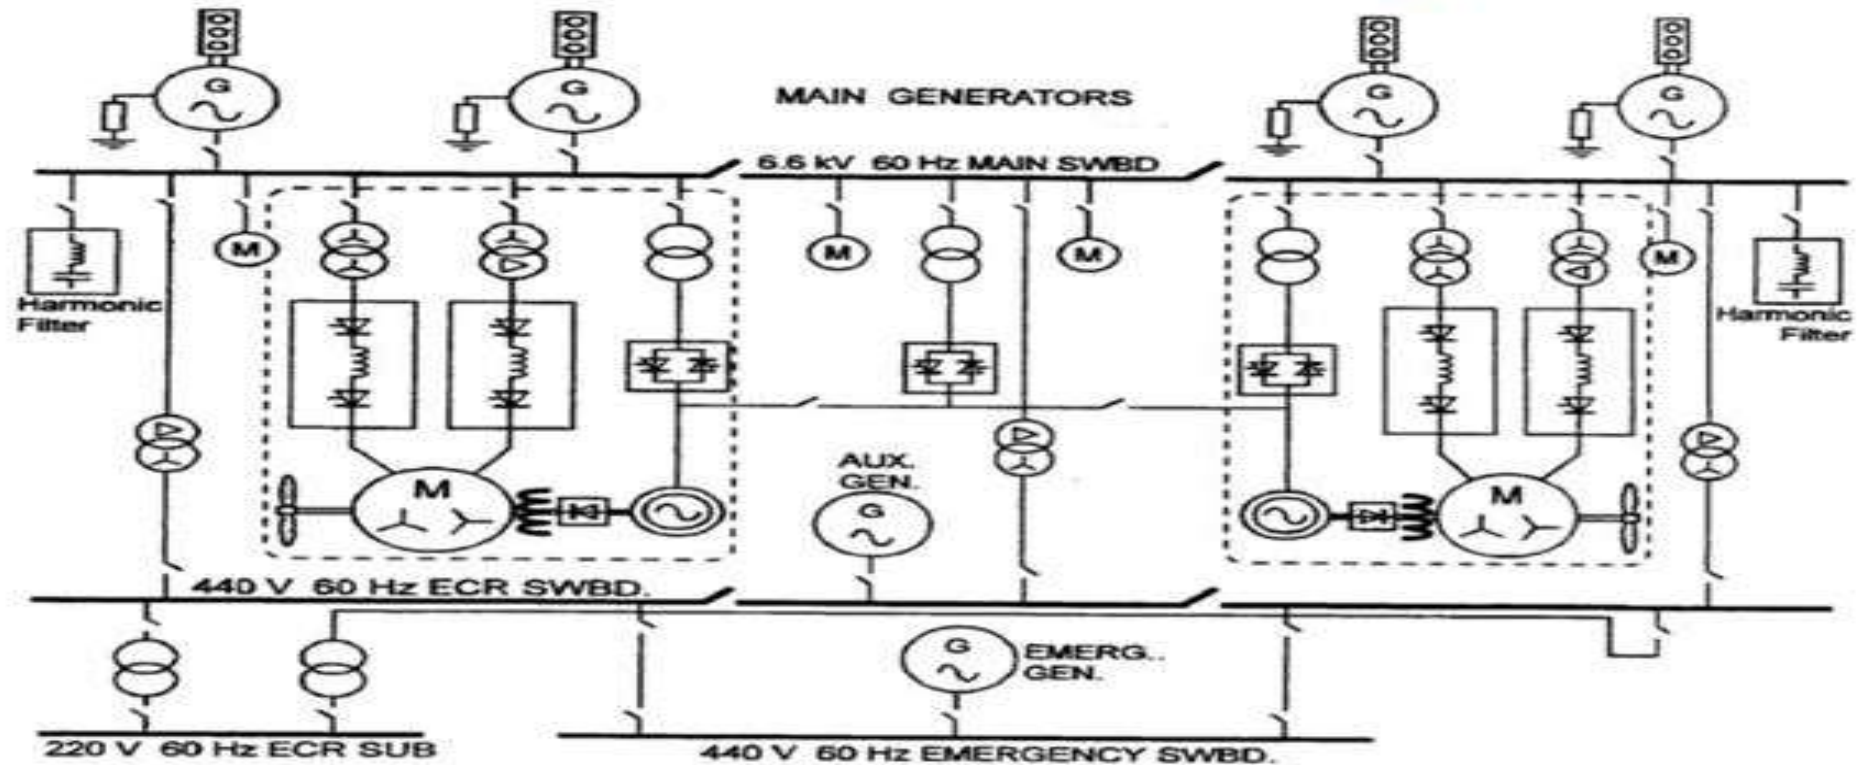 G
G
G
G
MAIN GENERATORS
6.6 kV 60 Hz MAIN SWBD
M
M
M
M
Harmonic
Filter
Harmonic
Filter
AUX.
GEN.
G
M
M
440 V 60 Hz ECR SWBD.
G
EMERG..
GEN.
220 V 60 Hz ECR SUB
440 V 60 Hz EMERGENCY SWBD.